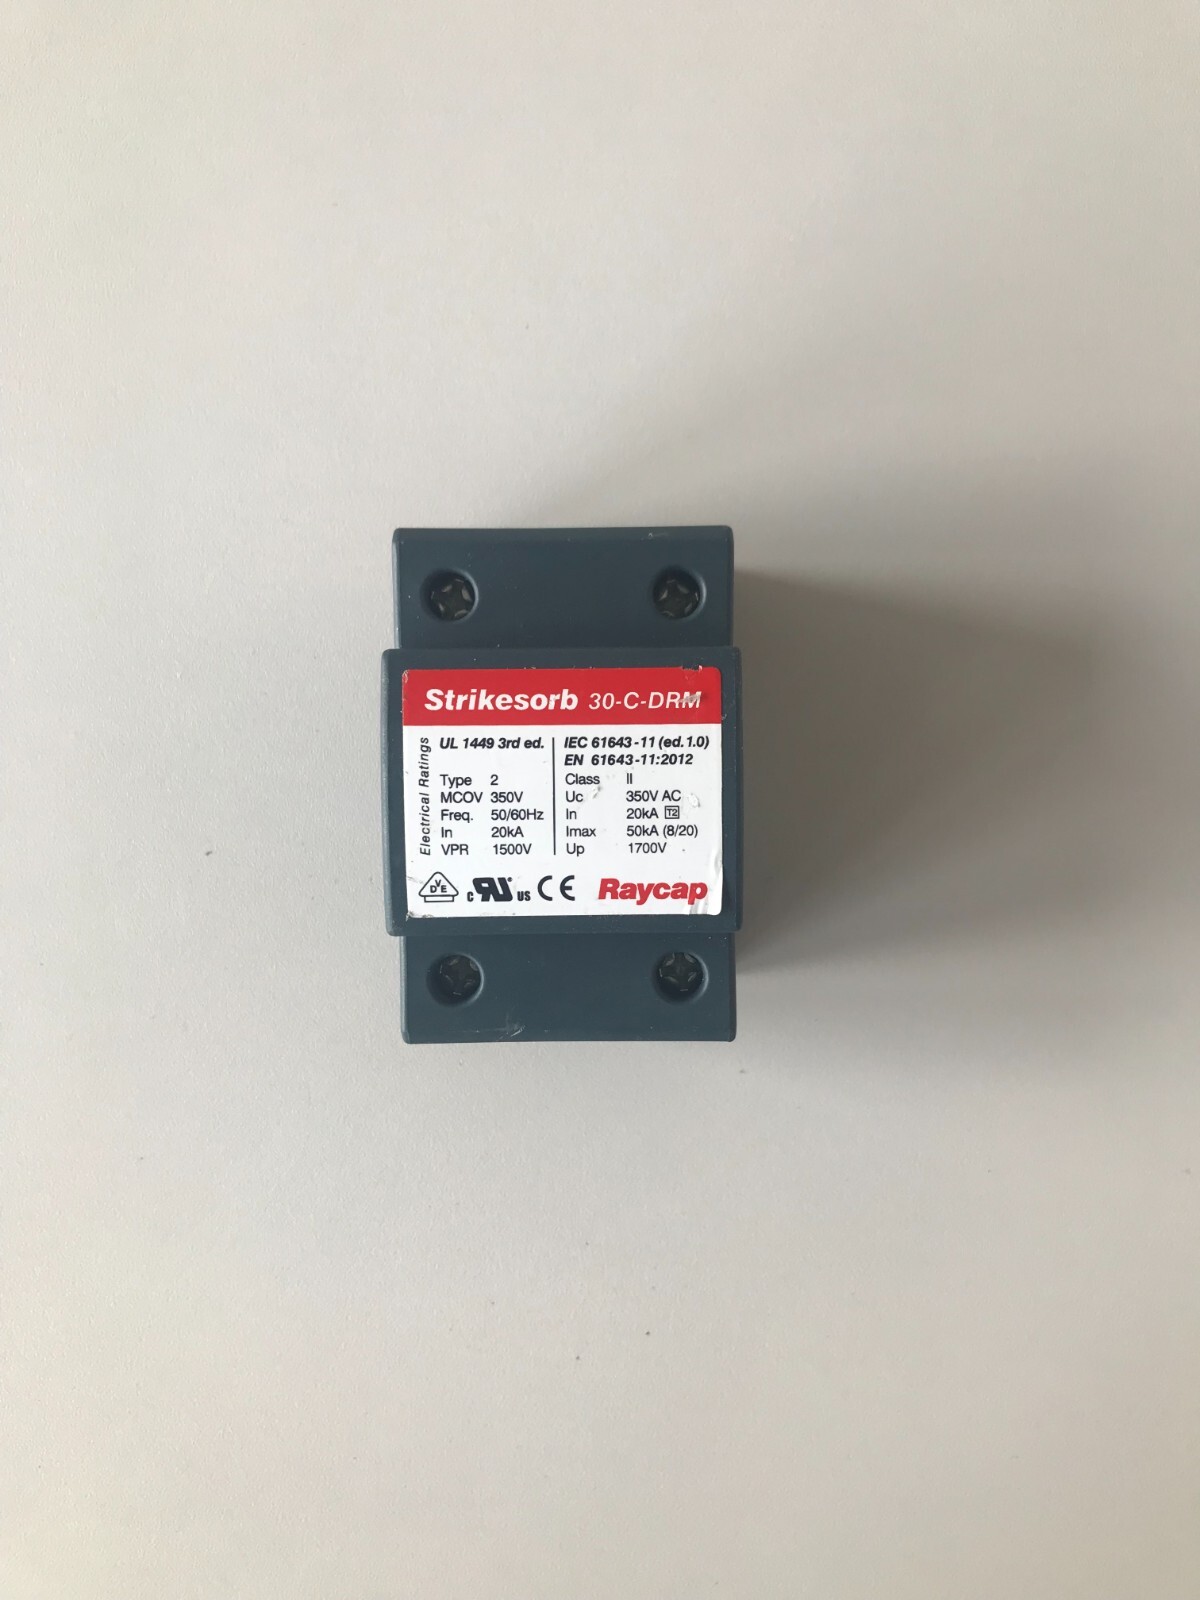 Strikesorb 30-C-DRM
Electrical Ratings
UL 1449 3rd ed.
Type 2
MCOV 350V
Freq. 50/60Hz
In 20kA
VPR 1500V
IEC 61643-11 (ed.1.0)
EN 61643-11:2012
Class II
Uc 350V AC
In 20kA T2
Imax 50kA (8/20)
Up 1700V
VDE c RU us CE Raycap